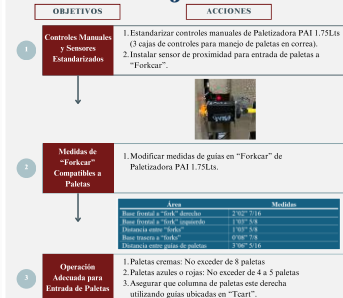 OBJETIVOS
ACCIONES
1
Controles Manuales
y Sensores
Estandarizados
1. Estandarizar controles manuales de Paletizadora PAI 1.75Lts
(3 cajas de controles para manejo de paletas en correa).
2. Instalar sensor de proximidad para entrada de paletas a
“Forkcar”.
2
Medidas de
“Forkcar”
Compatibles a
Paletas
1. Modificar medidas de guías en “Forkcar” de
Paletizadora PAI 1.75Lts.
Área Medidas
Base frontal a “fork” derecho 2’02” 7/16
Base frontal a “fork” izquierdo 1’05” 5/8
Distancia entre “forks” 1’05” 5/8
Base trasera a “forks” 0’08” 7/8
Distancia entre guías de paletas 3’06” 5/16
3
Operación
Adecuada para
Entrada de Paletas
1. Paletas cremas: No exceder de 8 paletas
2. Paletas azules o rojas: No exceder de 4 a 5 paletas
3. Asegurar que columna de paletas este derecha
utilizando guías ubicadas en “Tcart”.